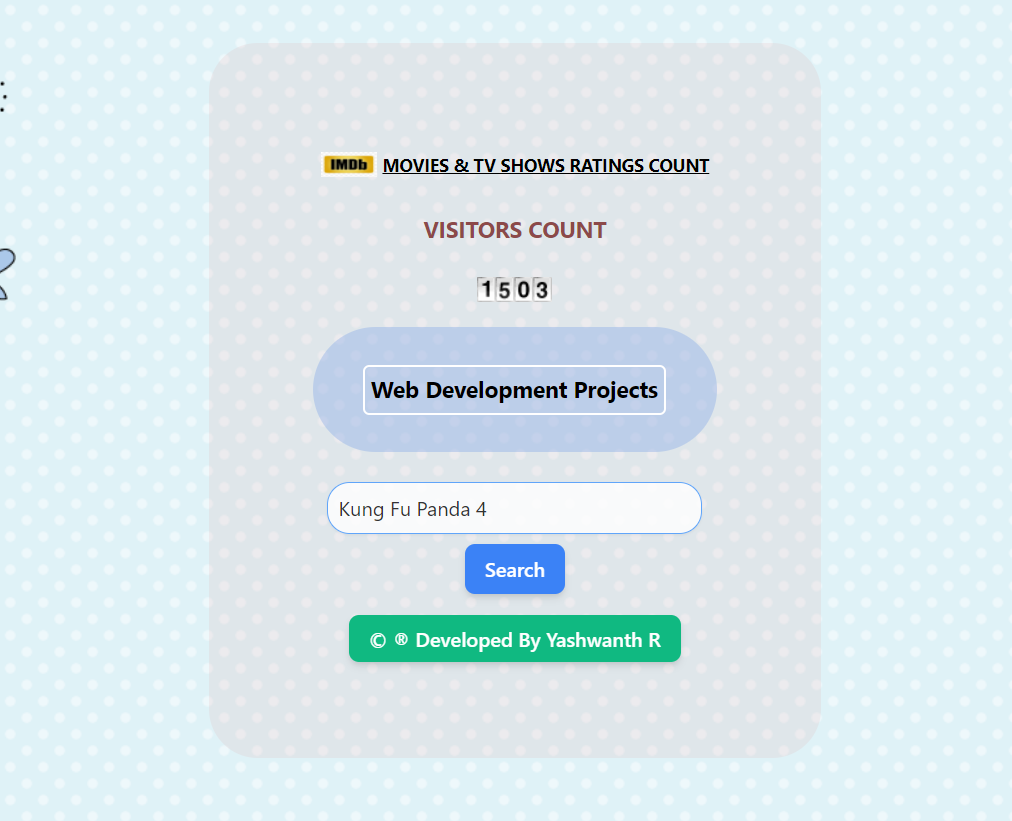 IMDb MOVIES & TV SHOWS RATINGS COUNT
VISITORS COUNT
1503
Web Development Projects
Kung Fu Panda 4
Search
© ® Developed By Yashwanth R